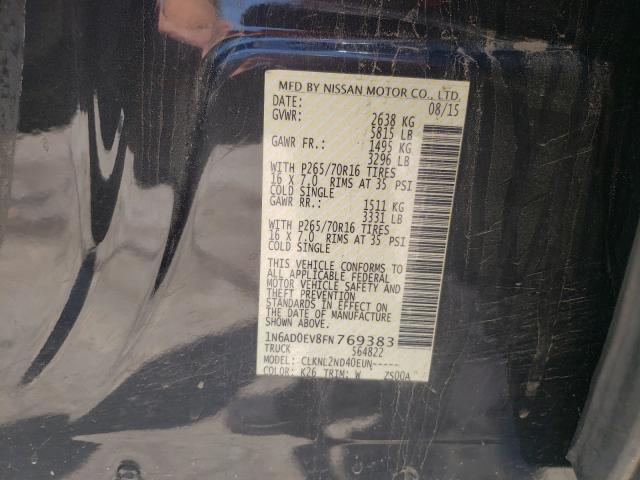 MFD BY NISSAN MOTOR CO., LTD.
DATE: 08/15
GVWR: 2638 KG
5815 LB
GAWR FR.: 1495 KG
3296 LB
WITH P265/70R16 TIRES
16 X 7.0 RIMS AT 35 PSI
COLD SINGLE
GAWR RR.: 1511 KG
3331 LB
WITH P265/70R16 TIRES
16 X 7.0 RIMS AT 35 PSI
COLD SINGLE
THIS VEHICLE CONFORMS TO
ALL APPLICABLE FEDERAL
MOTOR VEHICLE SAFETY AND
THEFT PREVENTION
STANDARDS IN EFFECT ON
THE DATE OF MANUFACTURE
SHOWN ABOVE.
1N6AD0EV8FN769383
TRUCK 564822
MODEL: CLKNL2ND40EUN-----
COLOR: K26 TRIM: W ZS00A